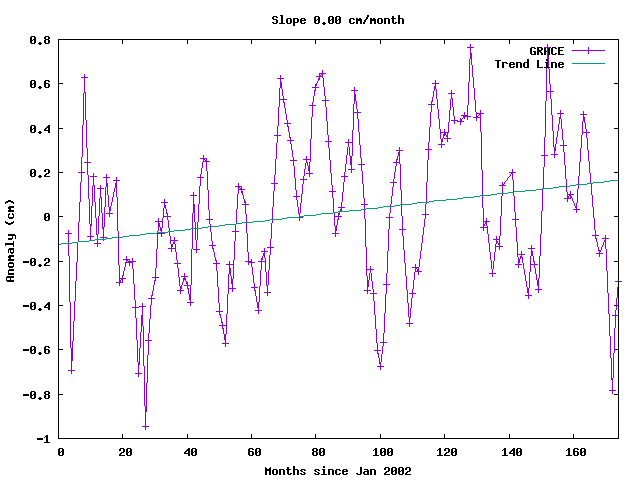 Slope 0.00 cm/month
GRACE
Trend Line
0.8
0.6
0.4
0.2
0
-0.2
-0.4
-0.6
-0.8
-1
Anomaly (cm)
0 20 40 60 80 100 120 140 160
Months since Jan 2002